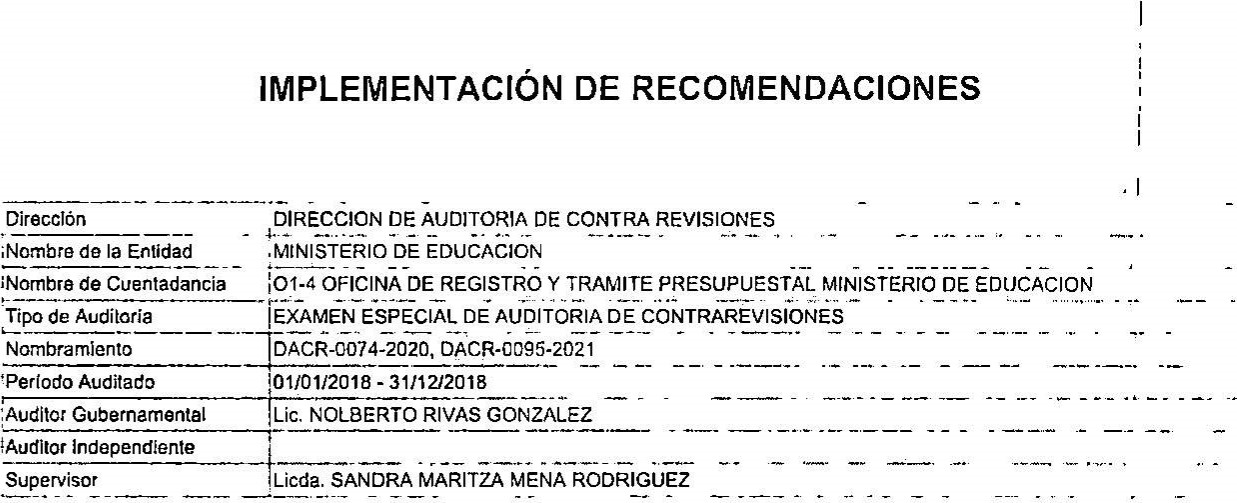 IMPLEMENTACIÓN DE RECOMENDACIONES
Dirección DIRECCION DE AUDITORIA DE CONTRA REVISIONES
Nombre de la Entidad MINISTERIO DE EDUCACION
Nombre de Cuentadancia O1-4 OFICINA DE REGISTRO Y TRAMITE PRESUPUESTAL MINISTERIO DE EDUCACION
Tipo de Auditoría EXAMEN ESPECIAL DE AUDITORIA DE CONTRAREVISIONES
Nombramiento DACR-0074-2020, DACR-0095-2021
Período Auditado 01/01/2018 - 31/12/2018
Auditor Gubernamental Lic. NOLBERTO RIVAS GONZALEZ
Auditor Independiente
Supervisor Licda. SANDRA MARITZA MENA RODRIGUEZ